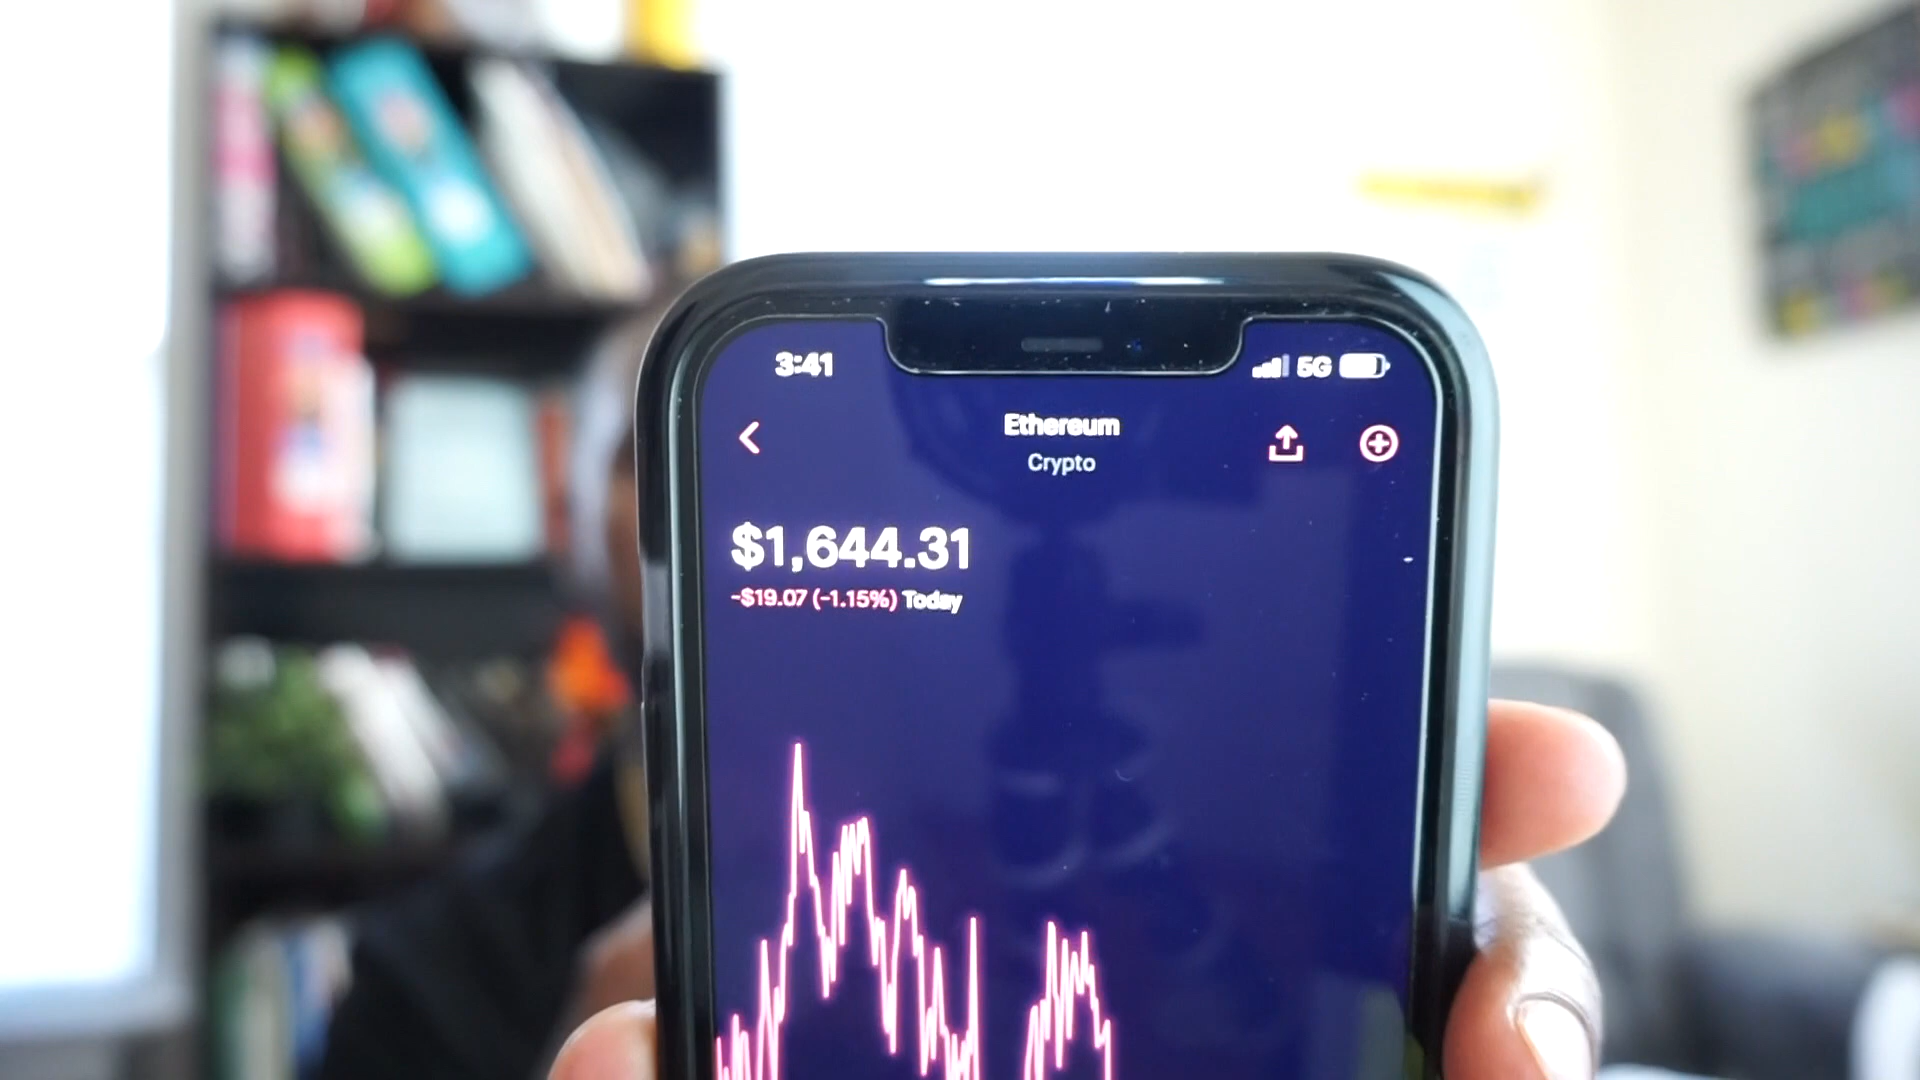 3:41 5G
Ethereum
Crypto
$1,644.31
-$19.07 (-1.15%) Today